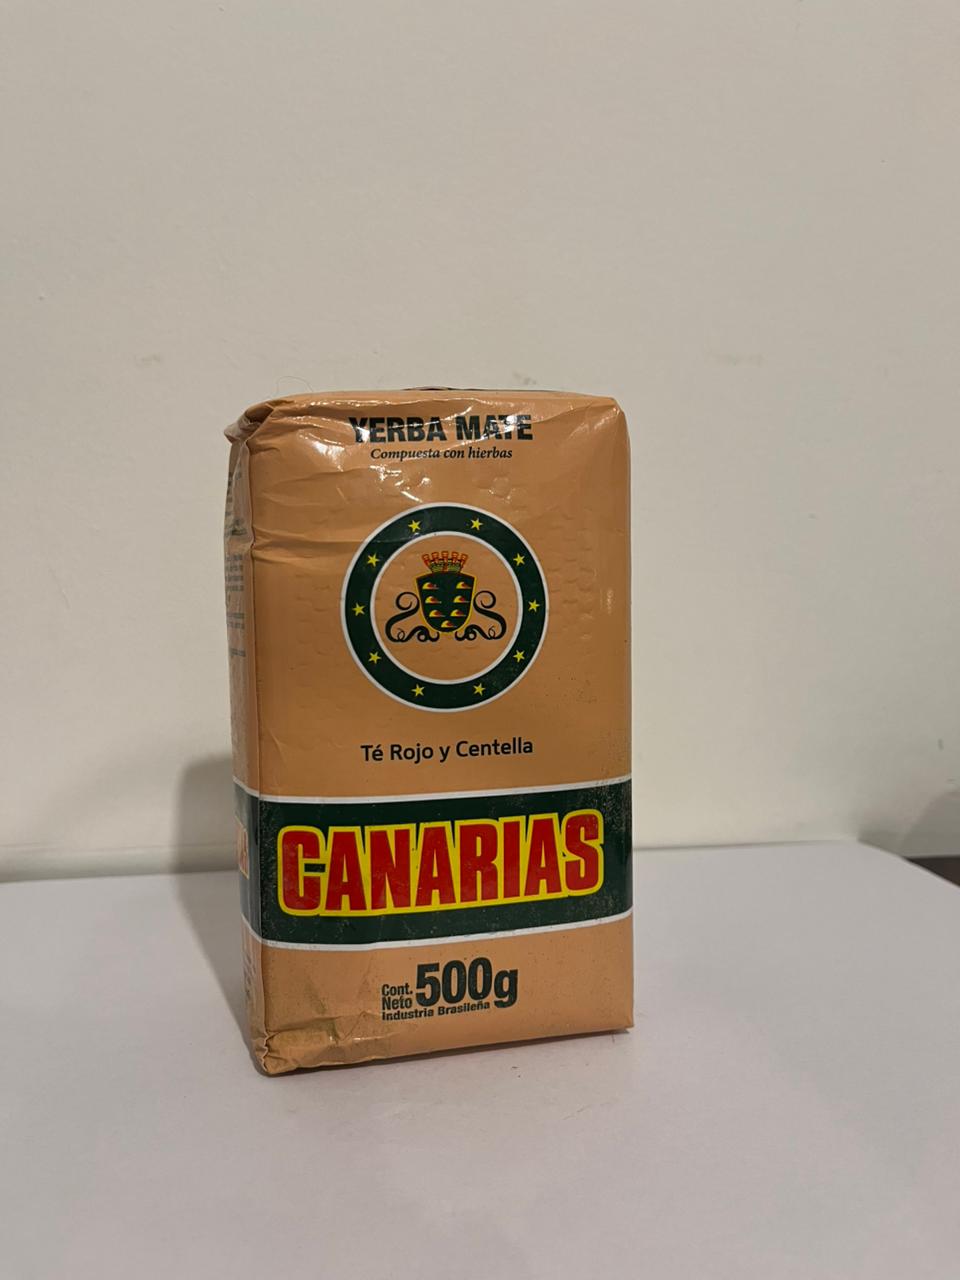 YERBA MATE
Compuesta con hierbas
Té Rojo y Centella
CANARIAS
Cont.
Neto 500g
Industria Brasileña